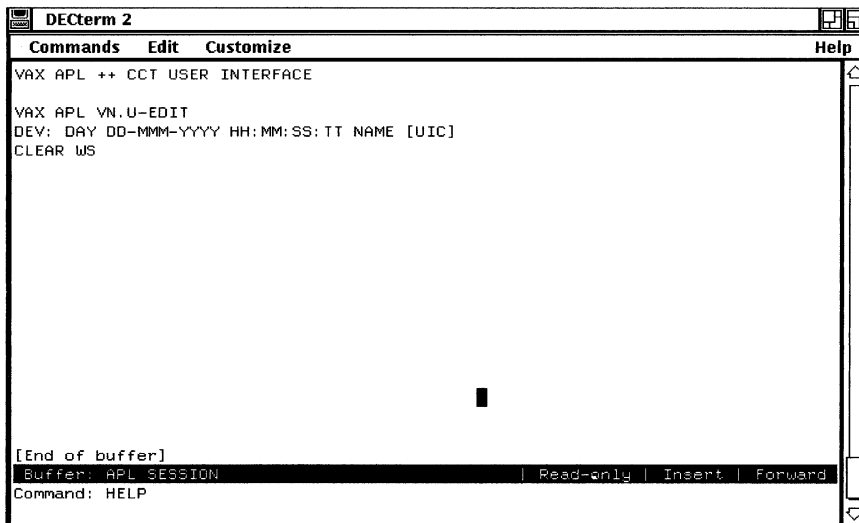 DECterm 2
Commands Edit Customize Help
VAX APL ++ CCT USER INTERFACE
VAX APL VN.U-EDIT
DEV: DAY DD-MMM-YYYY HH:MM:SS:TT NAME [UIC]
CLEAR WS
[End of buffer]
Buffer: APL SESSION | Read-only | Insert | Forward
Command: HELP